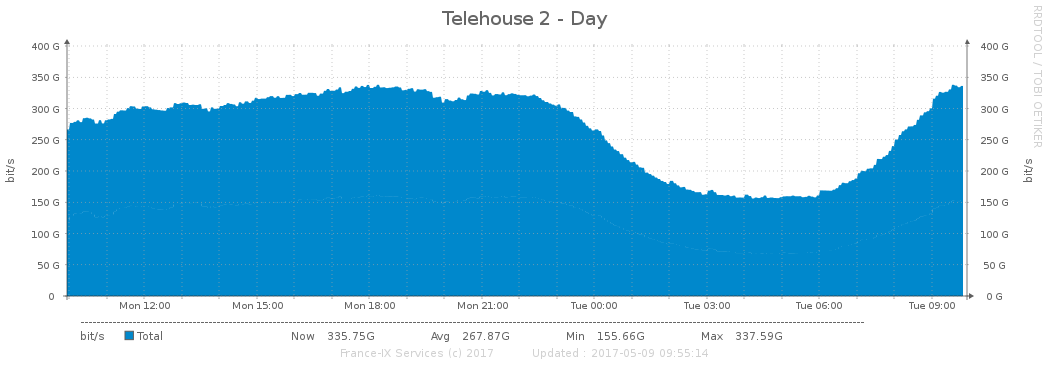 Telehouse 2 - Day
RRDTOOL / TOBI OETIKER
bit/s
400 G 400 G
350 G 350 G
300 G 300 G
250 G 250 G
200 G 200 G
150 G 150 G
100 G 100 G
50 G 50 G
0 0 G
bit/s
Mon 12:00 Mon 15:00 Mon 18:00 Mon 21:00 Tue 00:00 Tue 03:00 Tue 06:00 Tue 09:00
bit/s Total Now 335.75G Avg 267.87G Min 155.66G Max 337.59G
France-IX Services (c) 2017 Updated : 2017-05-09 09:55:14